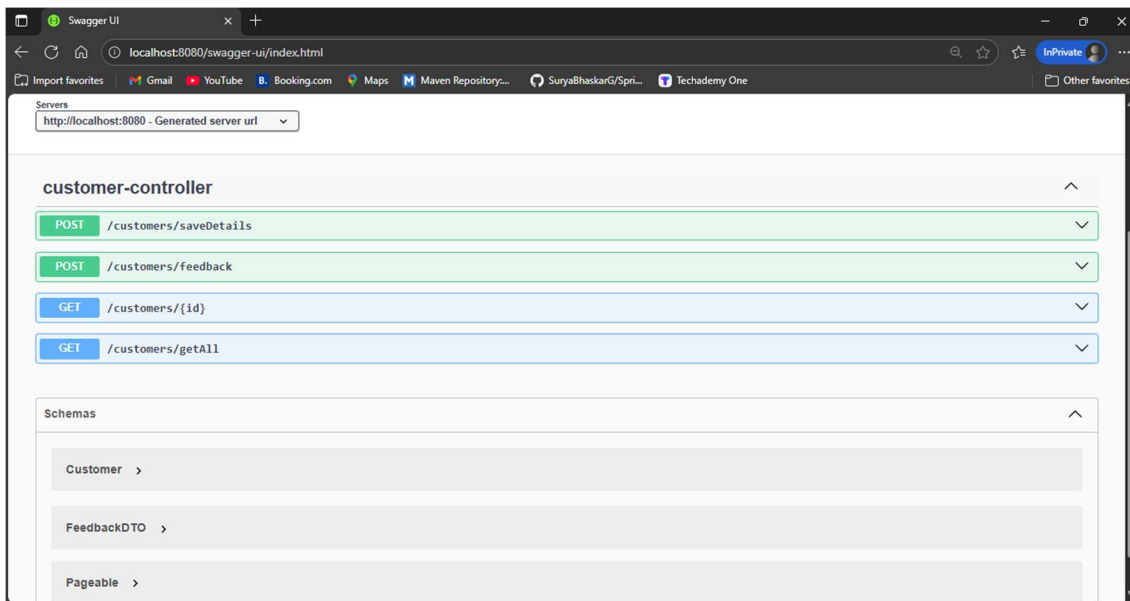 Swagger UI
localhost:8080/swagger-ui/index.html
InPrivate
Import favorites Gmail YouTube B. Booking.com Maps M Maven Repository:... SuryaBhaskarG/Spri... T Techademy One Other favorites
Servers
http://localhost:8080 - Generated server url
customer-controller
POST /customers/saveDetails
POST /customers/feedback
GET /customers/{id}
GET /customers/getAll
Schemas
Customer
FeedbackDTO
Pageable